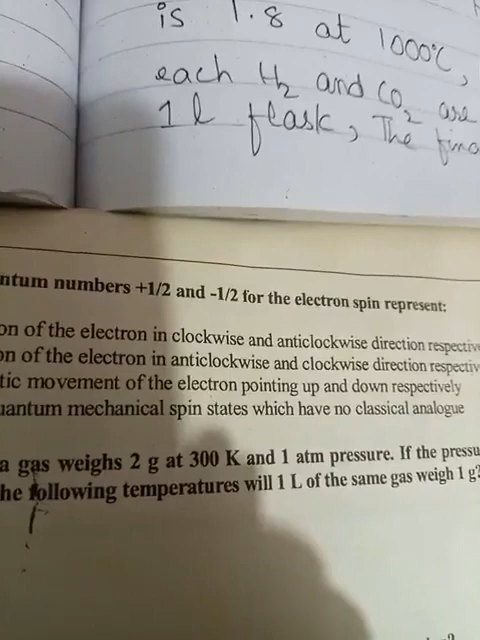 is 1.8 at 1000°C,
each H2 and CO2 are
1 l flask, The
ntum numbers +1/2 and -1/2 for the electron spin represent:
on of the electron in clockwise and anticlockwise direction respective
on of the electron in anticlockwise and clockwise direction respectiv
tic movement of the electron pointing up and down respectively
uantum mechanical spin states which have no classical analogue
a gas weighs 2 g at 300 K and 1 atm pressure. If the pressu
he following temperatures will 1 L of the same gas weigh 1 g?